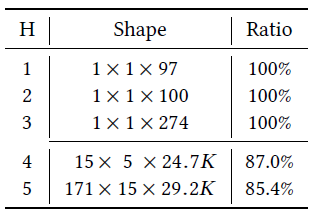 H Shape Ratio
1 1 × 1 × 97 100%
2 1 × 1 × 100 100%
3 1 × 1 × 274 100%
4 15 × 5 × 24.7K 87.0%
5 171 × 15 × 29.2K 85.4%